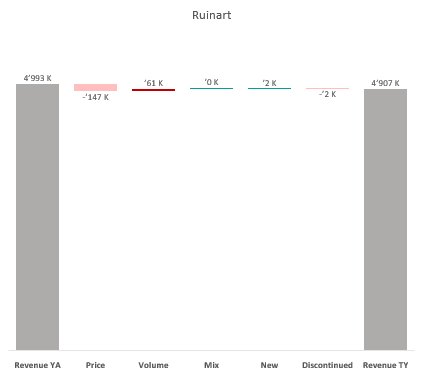 Ruinart
4’993 K
-’147 K
’61 K
’0 K
’2 K
-’2 K
4’907 K
Revenue YA
Price
Volume
Mix
New
Discontinued
Revenue TY